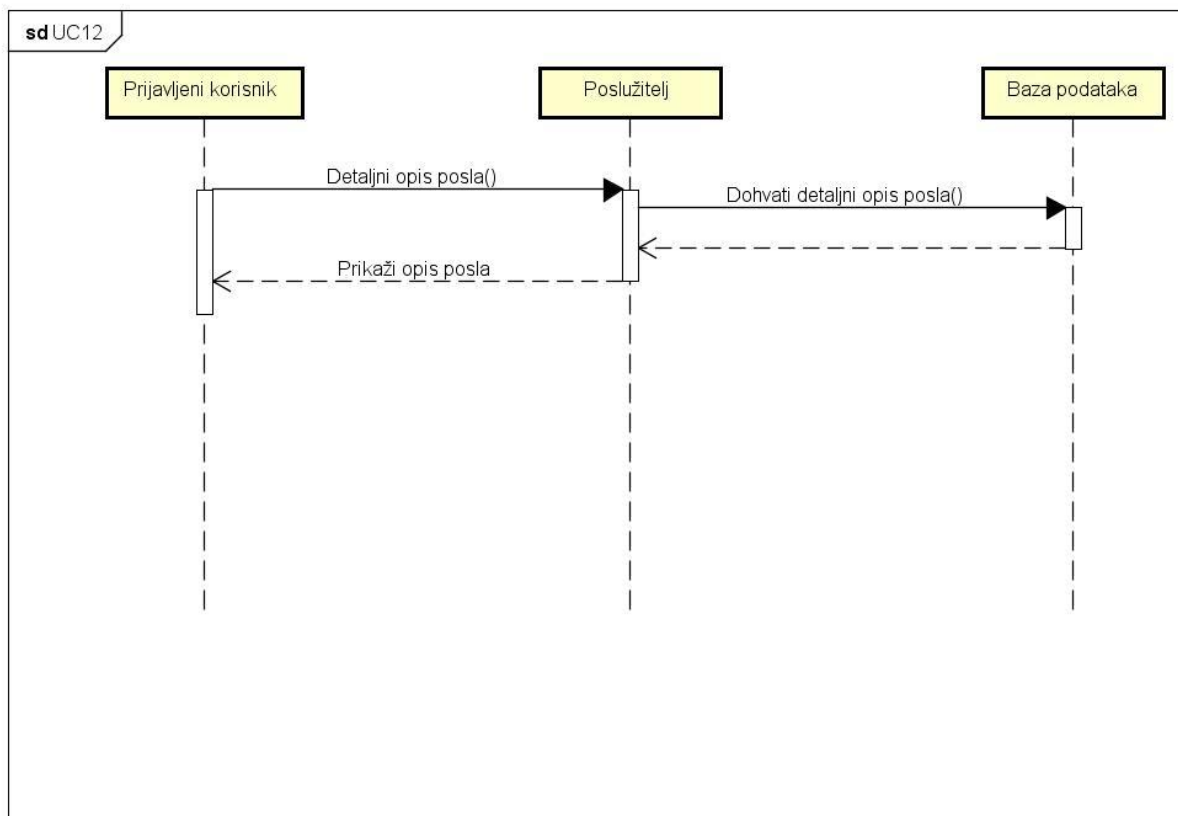 sd UC12
Prijavljeni korisnik
Poslužitelj
Baza podataka
Detaljni opis posla()
Dohvati detaljni opis posla()
Prikaži opis posla